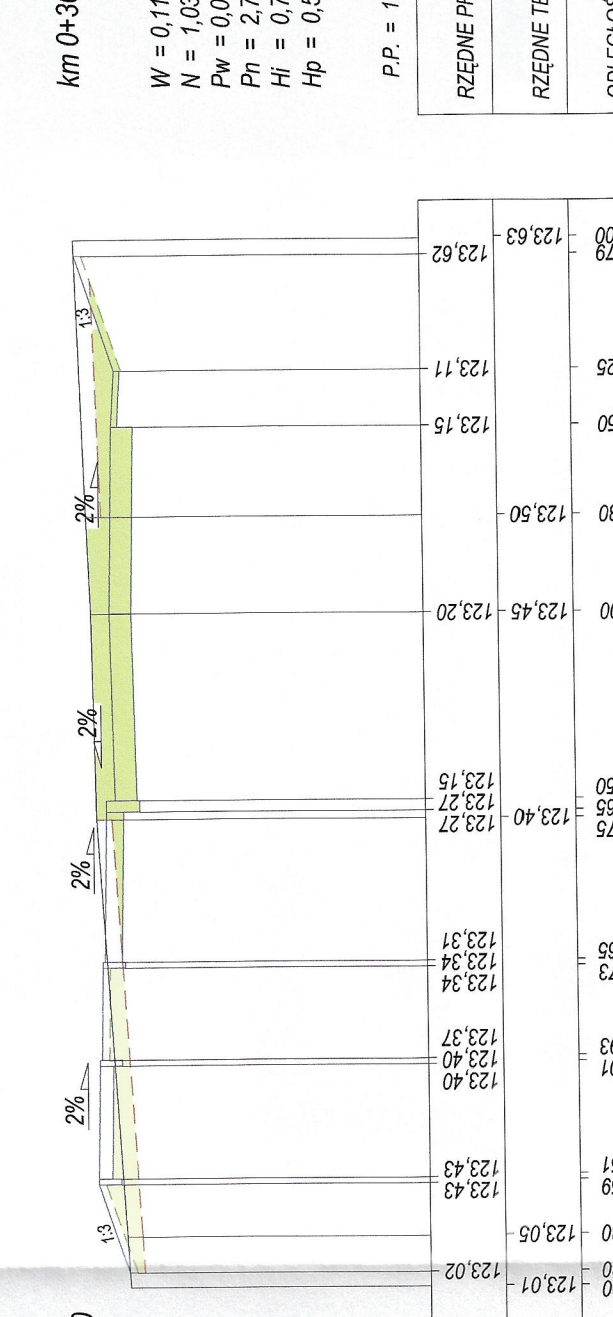 km 0+3
W = 0,11
N = 1,03
Pw = 0,0
Pn = 2,7
Hi = 0,7
Hp = 0,5
P.P. = 1
RZĘDNE
RZĘDNE
1:3
2%
2%
2%
2%
1:3
123,62
123,11
123,15
123,20
123,15
123,27
123,27
123,31
123,34
123,34
123,37
123,40
123,40
123,43
123,43
123,02
123,63
123,50
123,45
123,40
123,05
123,01